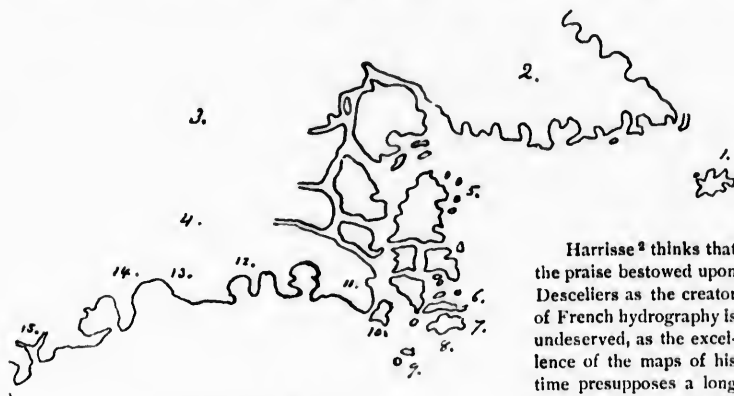 2.
3.
1.
5.
4.
Harrisse ² thinks that
the praise bestowed upon
Desceliers as the creator
of French hydrography is
undeserved, as the excel-
lence of the maps of his
time presupposes a long
14. 13. 12.
11.
6.
10.
7.
15.
8.
9.